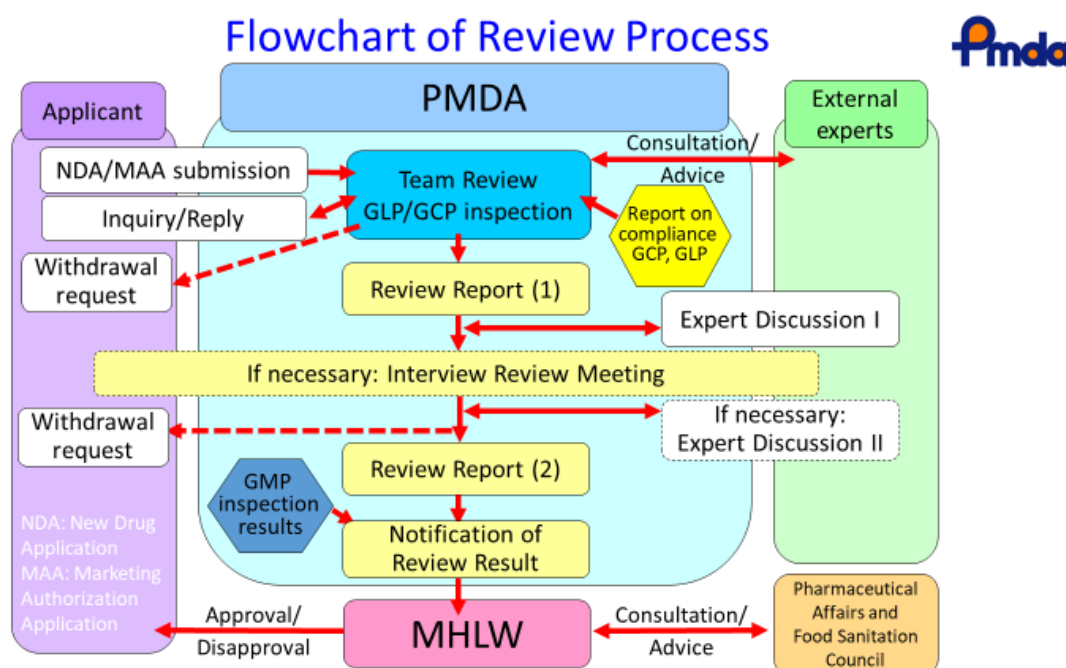 Flowchart of Review Process
Pmda
Applicant
PMDA
External
experts
NDA/MAA submission
Inquiry/Reply
Withdrawal
request
Team Review
GLP/GCP inspection
Consultation/
Advice
Report on
compliance
GCP, GLP
Review Report (1)
Expert Discussion I
If necessary: Interview Review Meeting
Withdrawal
request
If necessary:
Expert Discussion II
Review Report (2)
GMP
inspection
results
Notification of
Review Result
NDA: New Drug
Application
MAA: Marketing
Authorization
Application
Approval/
Disapproval
MHLW
Consultation/
Advice
Pharmaceutical
Affairs and
Food Sanitation
Council